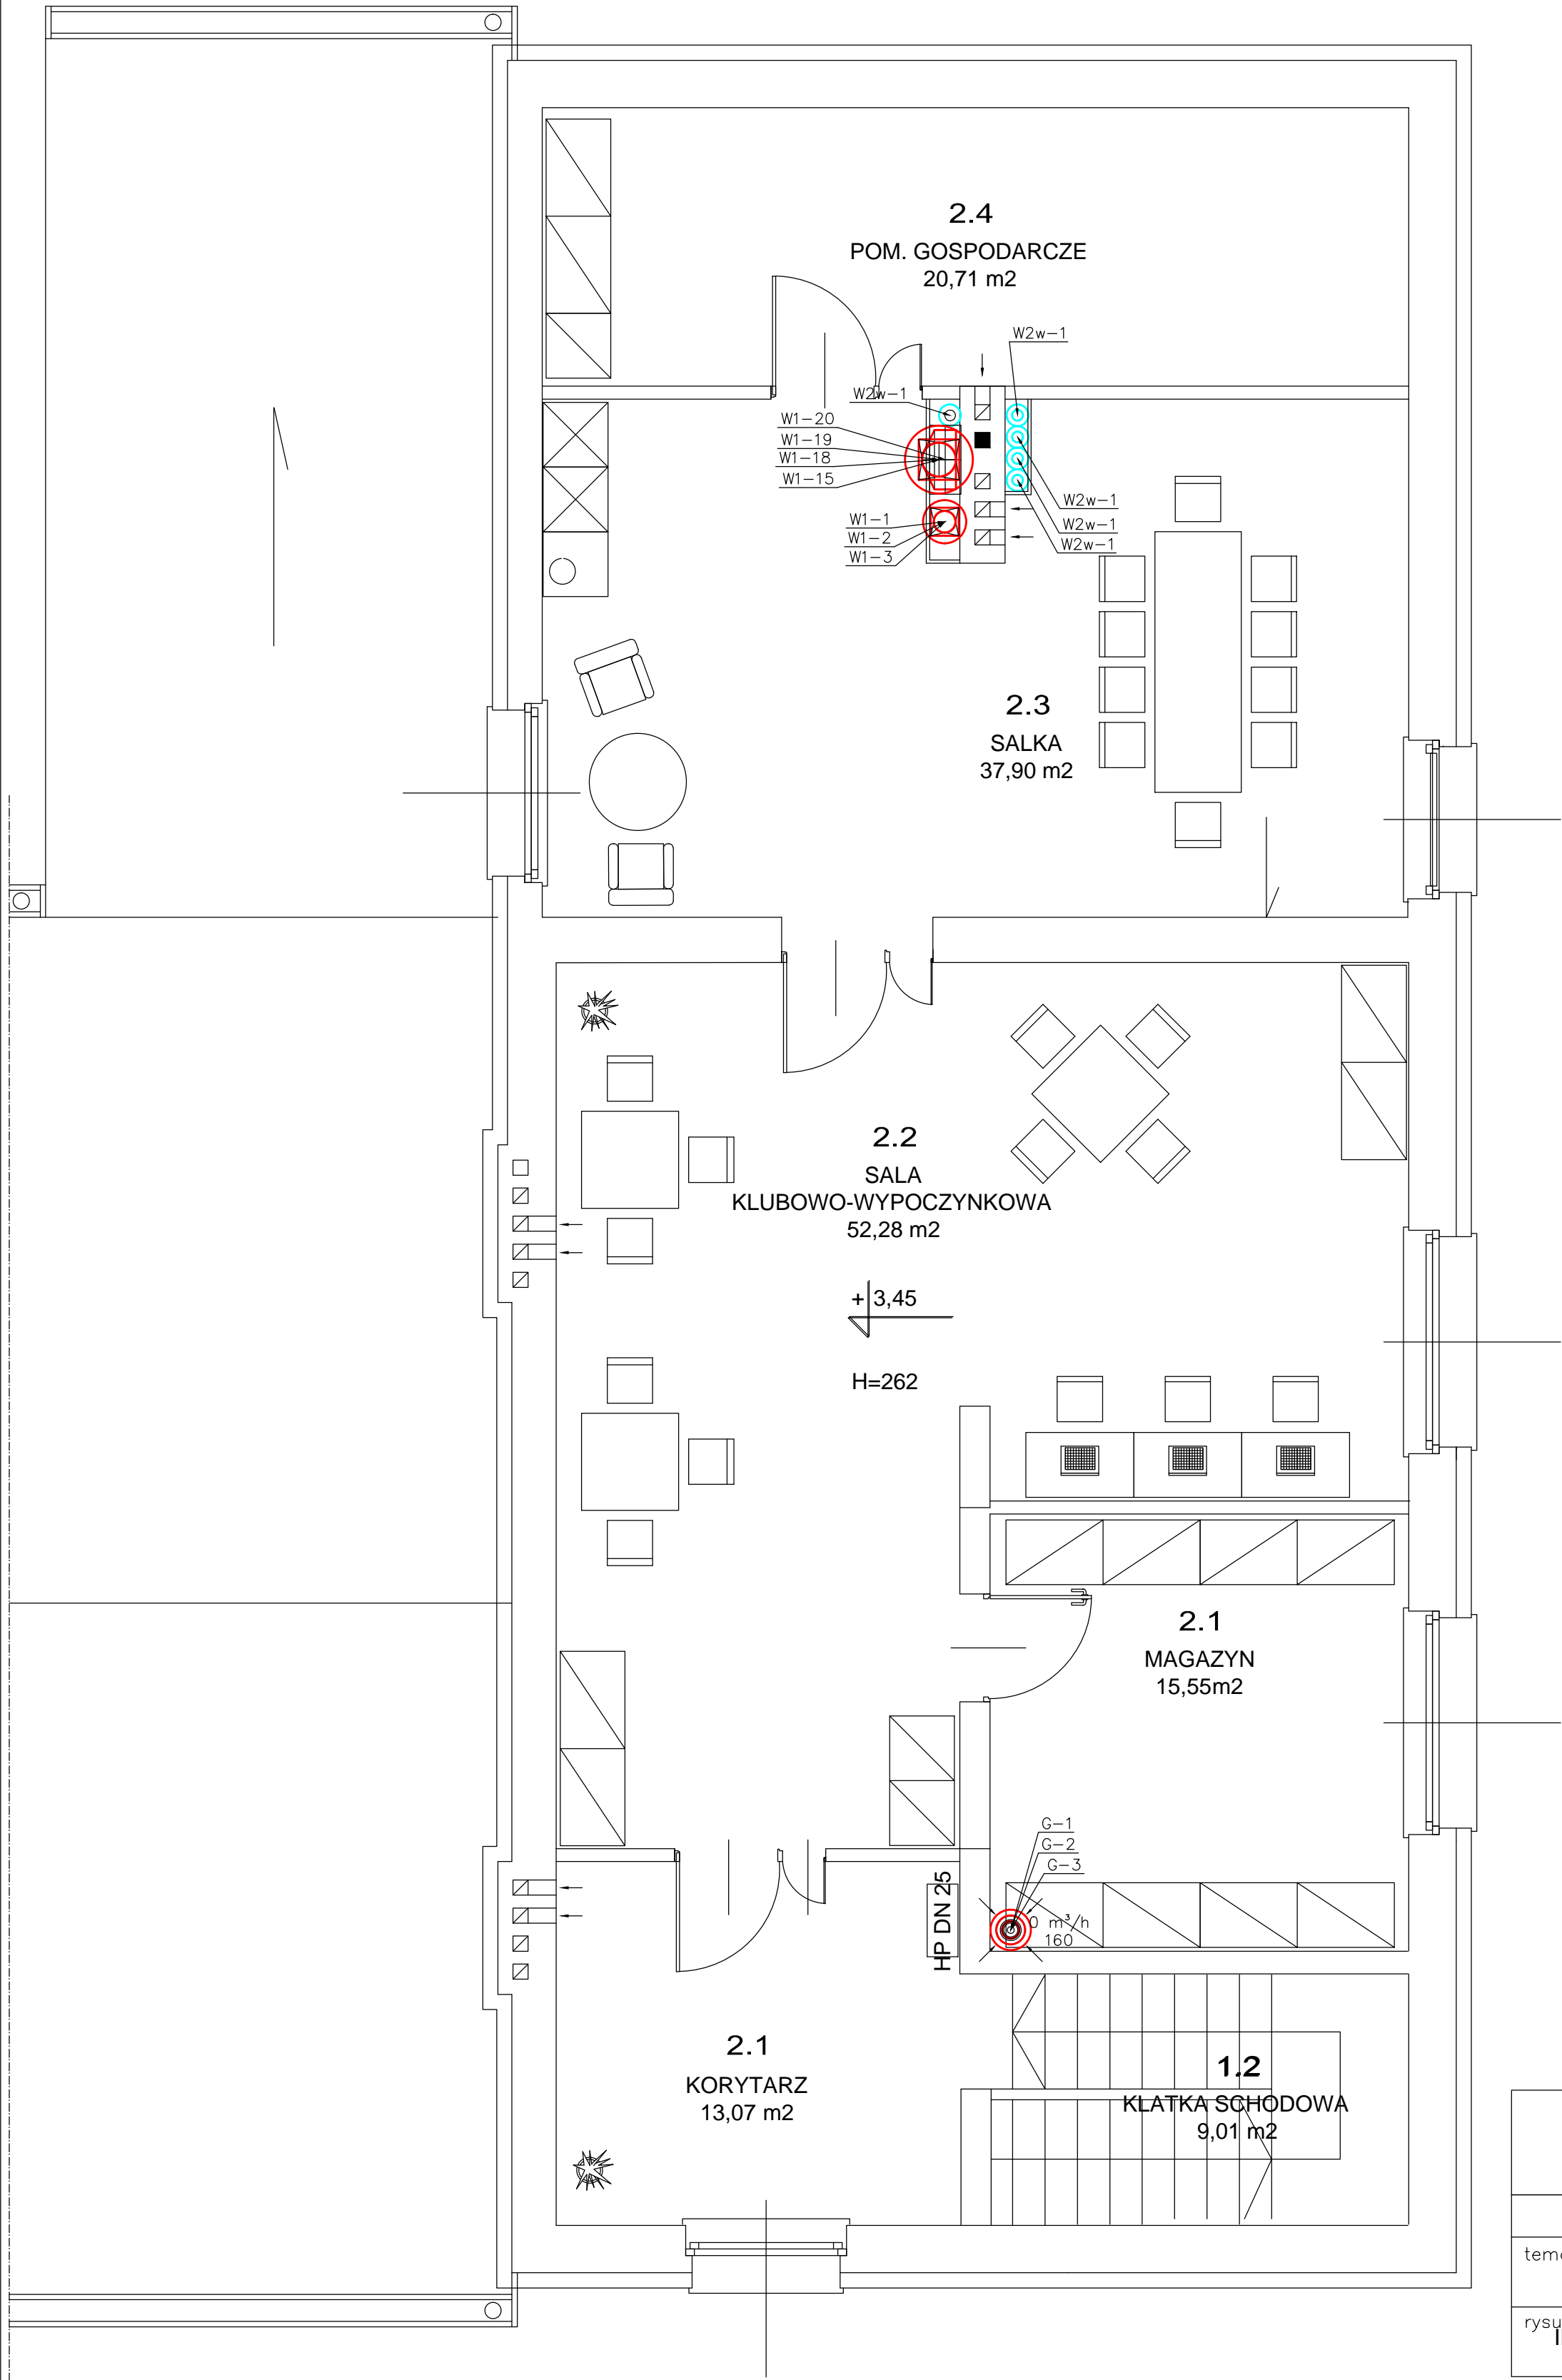 2.4
POM. GOSPODARCZE
20,71 m2
W2w-1
W2w-1
W1-20
W1-19
W1-18
W1-15
W1-1
W1-2
W1-3
W2w-1
W2w-1
W2w-1
2.3
SALKA
37,90 m2
2.2
SALA
KLUBOWO-WYPOCZYNKOWA
52,28 m2
+ 3,45
H=262
2.1
MAGAZYN
15,55m2
G-1
G-2
G-3
HP DN 25
0 m³/h
160
2.1
KORYTARZ
13,07 m2
1.2
KLATKA SCHODOWA
9,01 m2